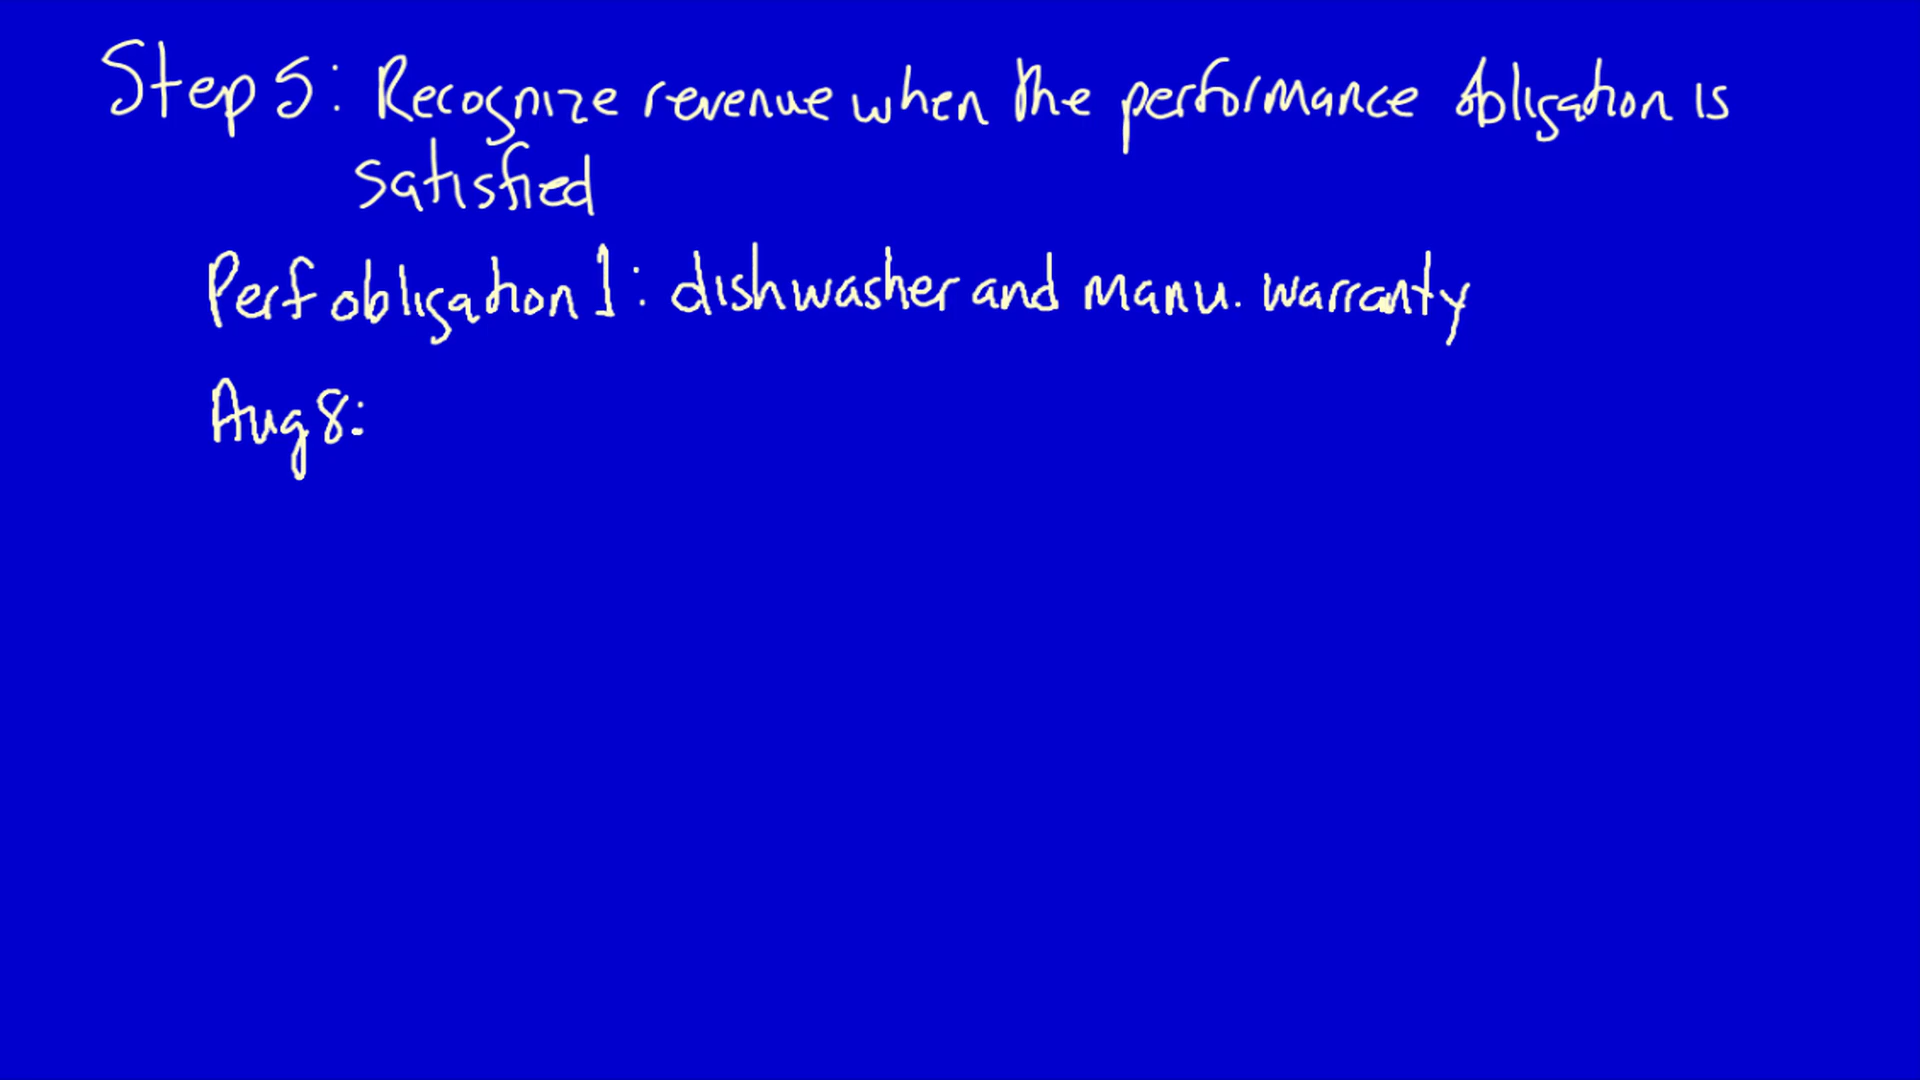 Step 5: Recognize revenue when the performance obligation is
satisfied
Perf obligation 1: dishwasher and manu. warranty
Aug 8: